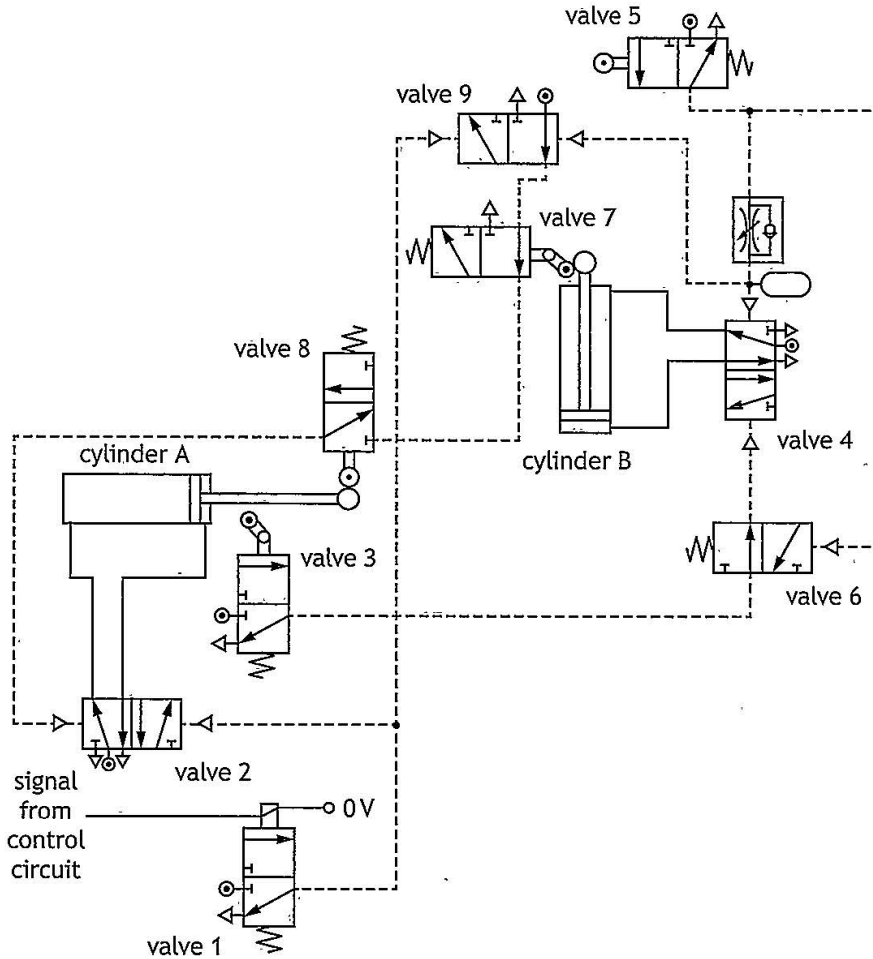 valve 5
valve 9
valve 7
valve 8
cylinder A
cylinder B
valve 4
valve 3
valve 6
valve 2
signal
from
control
circuit
0 V
valve 1